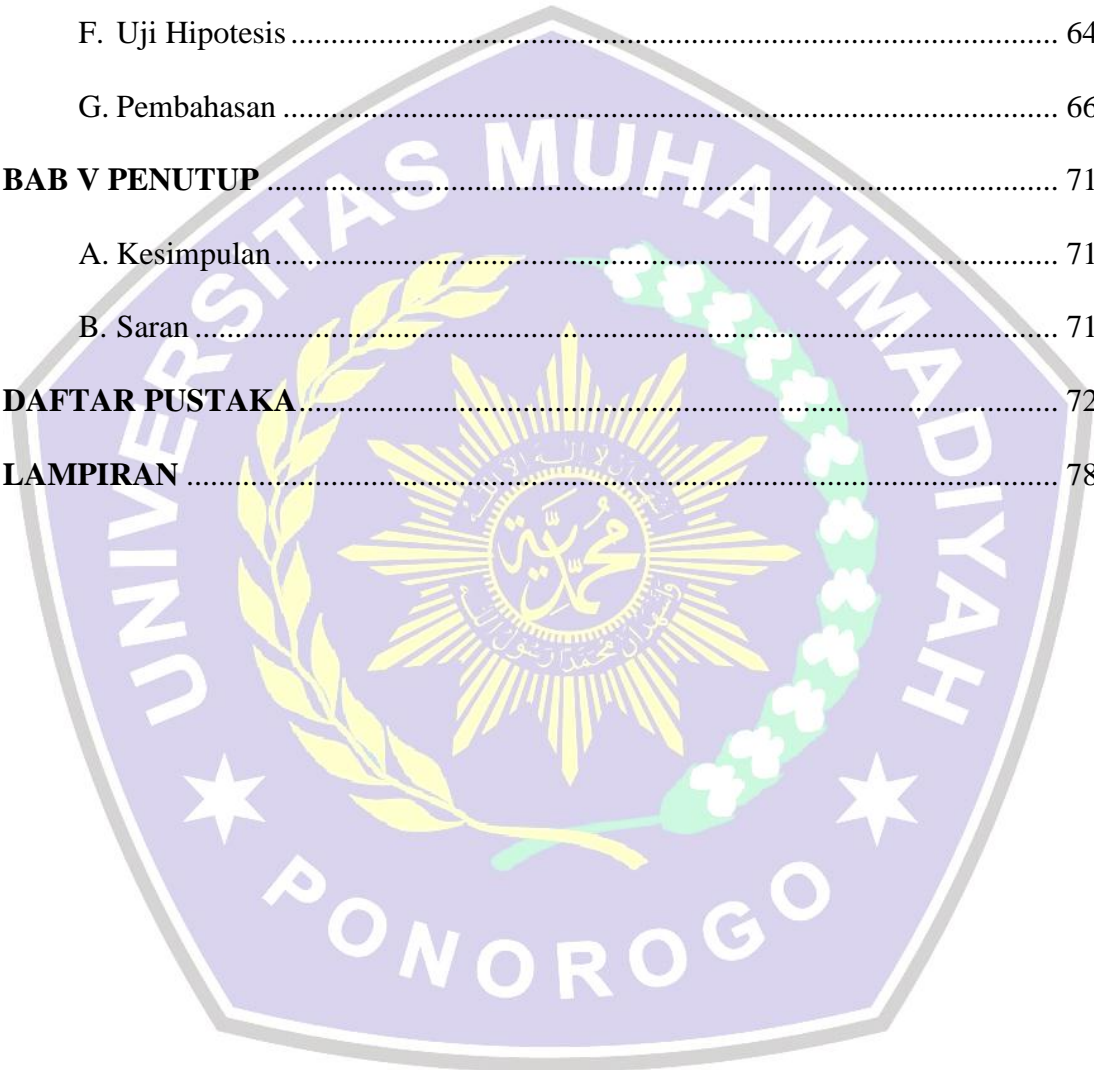 F. Uji Hipotesis ........................................................................................................ 64
G. Pembahasan ........................................................................................................ 66
BAB V PENUTUP ........................................................................................................ 71
A. Kesimpulan ........................................................................................................ 71
B. Saran ........................................................................................................ 71
DAFTAR PUSTAKA ........................................................................................................ 72
LAMPIRAN ........................................................................................................ 78
UNIVERSITAS MUHAMMADIYAH
PONOROGO
محمد